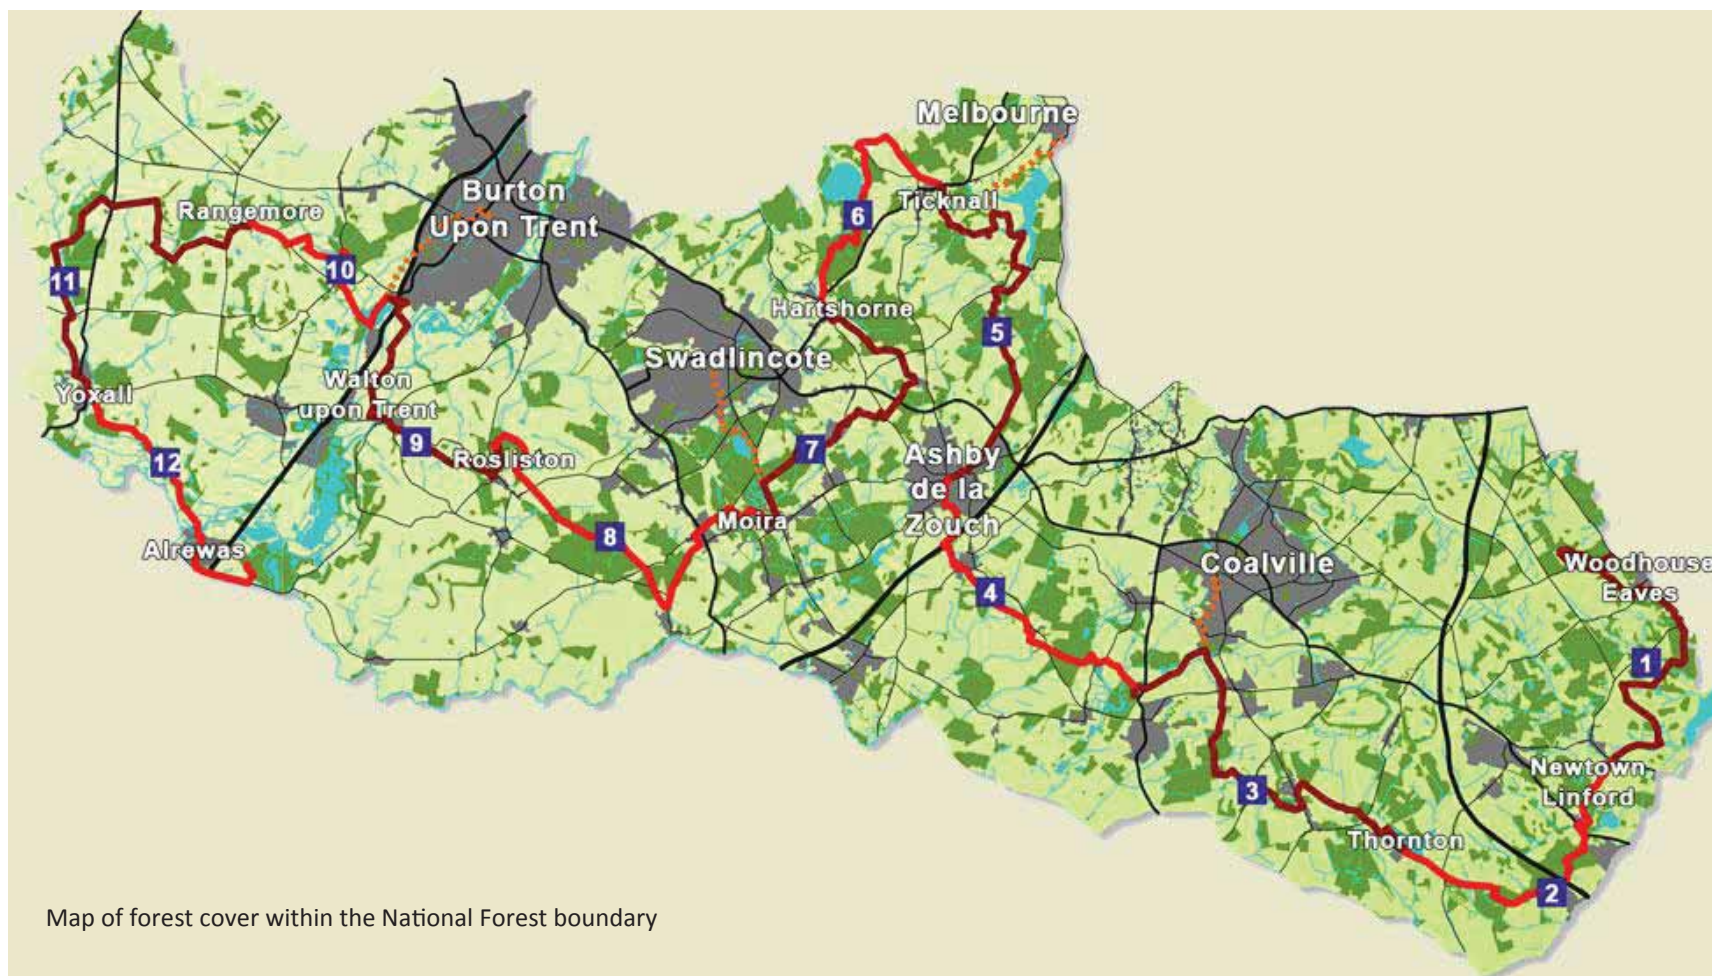 Melbourne
Burton
Upon Trent
Rangemore
Ticknall
6
10
11
Hartshorne
5
Swadlincote
Walton
upon Trent
Yoxall
9
7
Rosliston
12
Ashby
de la
Zouch
Moira
8
Alrewas
Coalville
Woodhouse
Eaves
4
1
Newtown
Linford
3
Thornton
2
Map of forest cover within the National Forest boundary